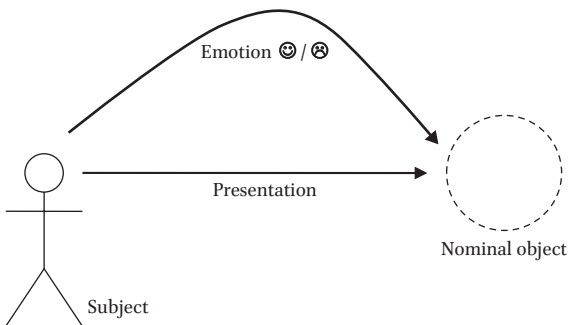 Emotion ☺ / ☹
Presentation
Nominal object
Subject